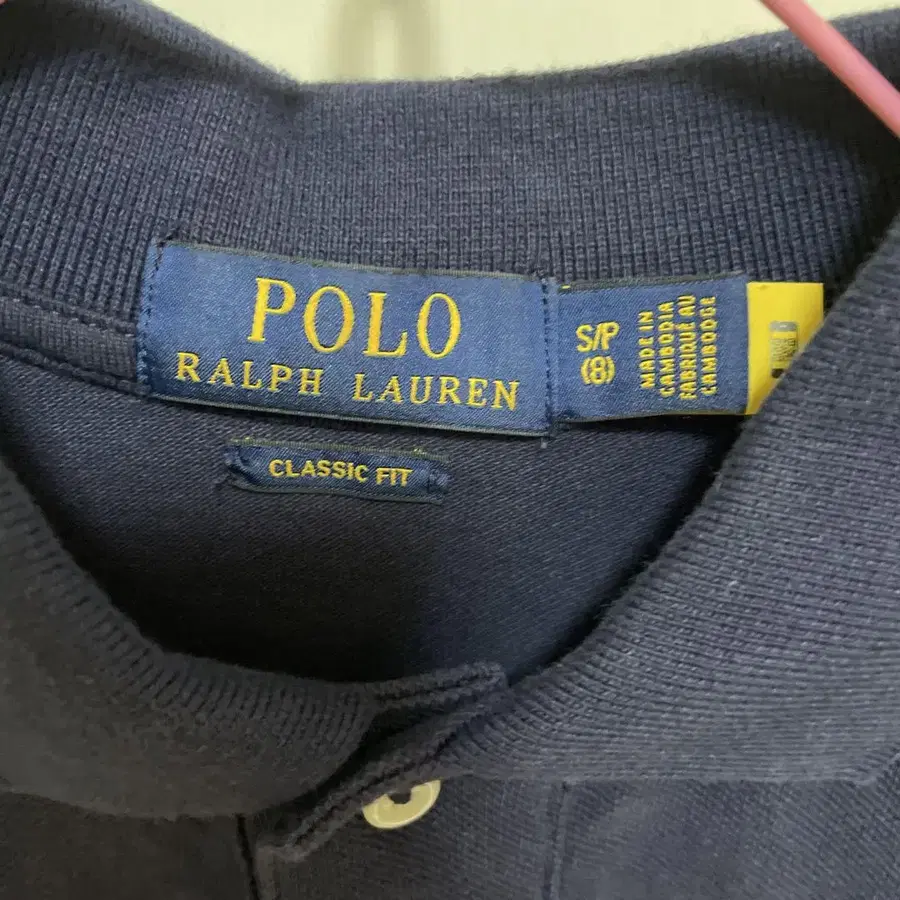 POLO
RALPH LAUREN
CLASSIC FIT
S/P
(8)
MADE IN
CAMBODIA
FABRIQUÉ AU
CAMBODGE